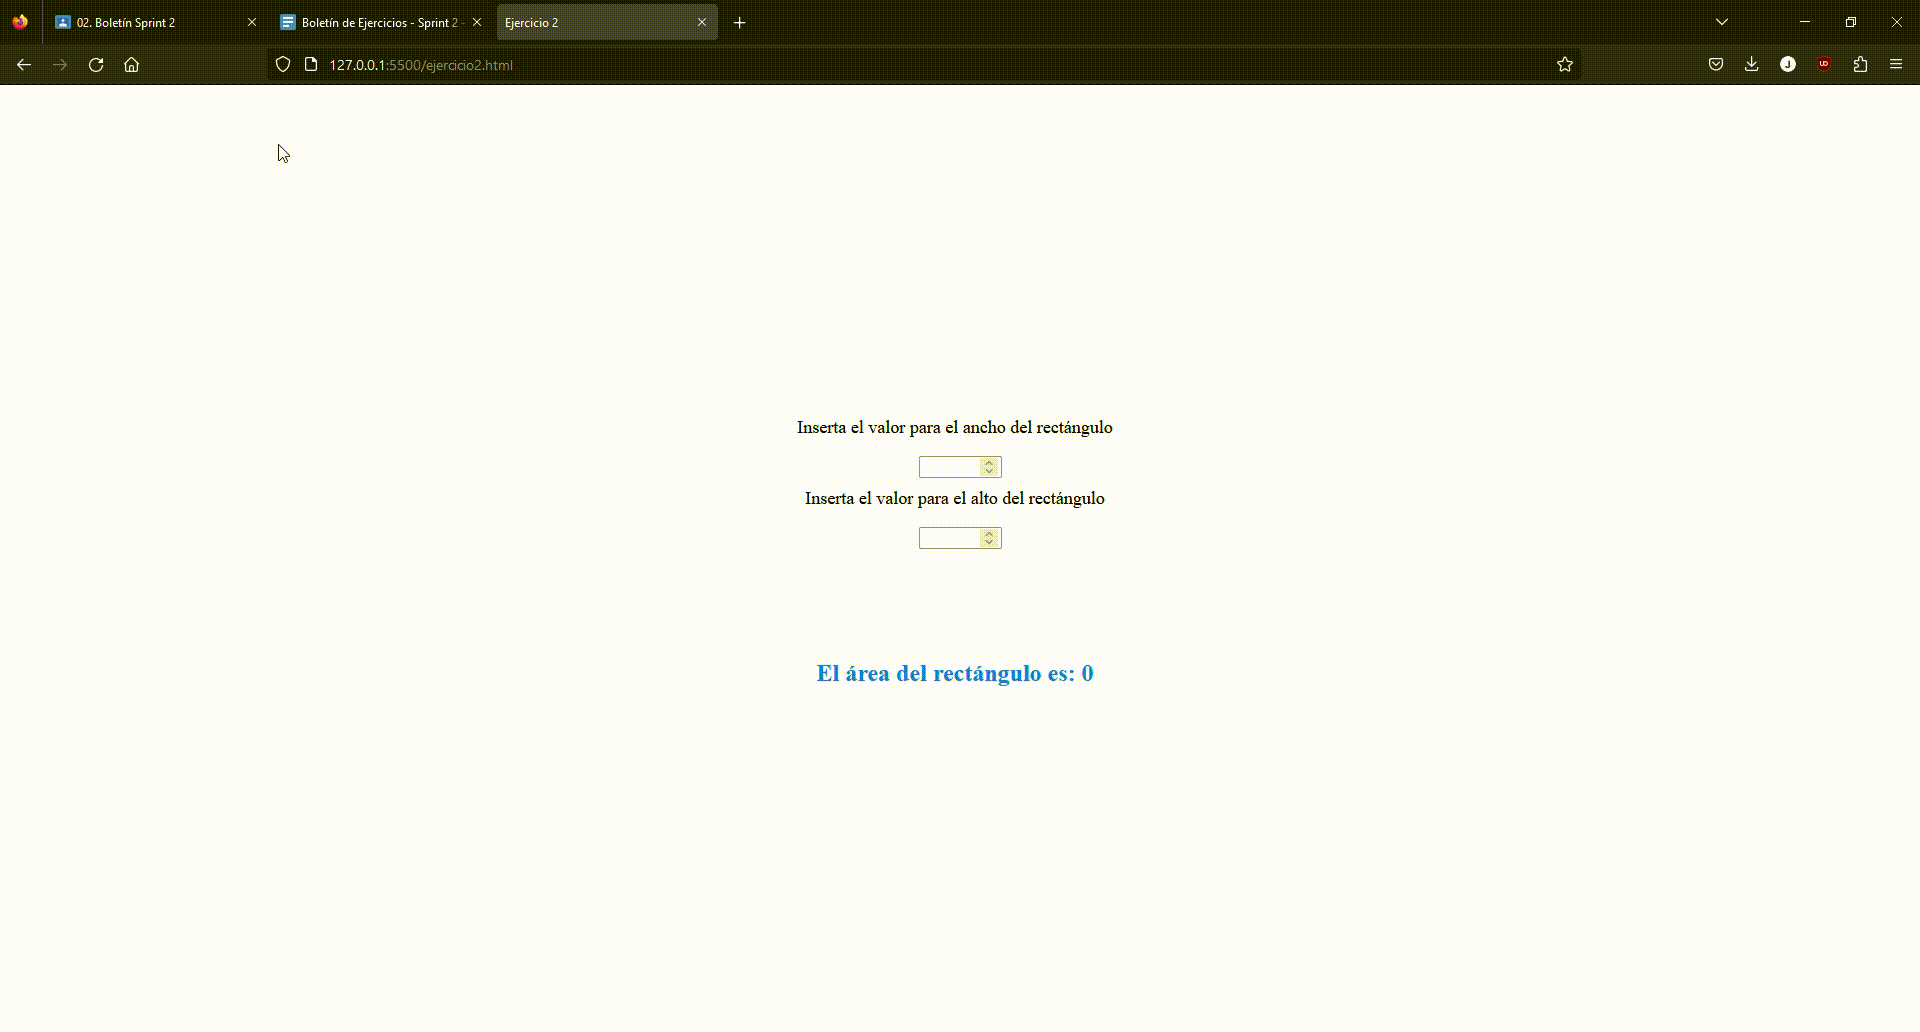 02. Boletín Sprint 2
Boletín de Ejercicios - Sprint 2 -
Ejercicio 2
127.0.0.1:5500/ejercicio2.html
J
UD
Inserta el valor para el ancho del rectángulo
Inserta el valor para el alto del rectángulo
El área del rectángulo es: 0